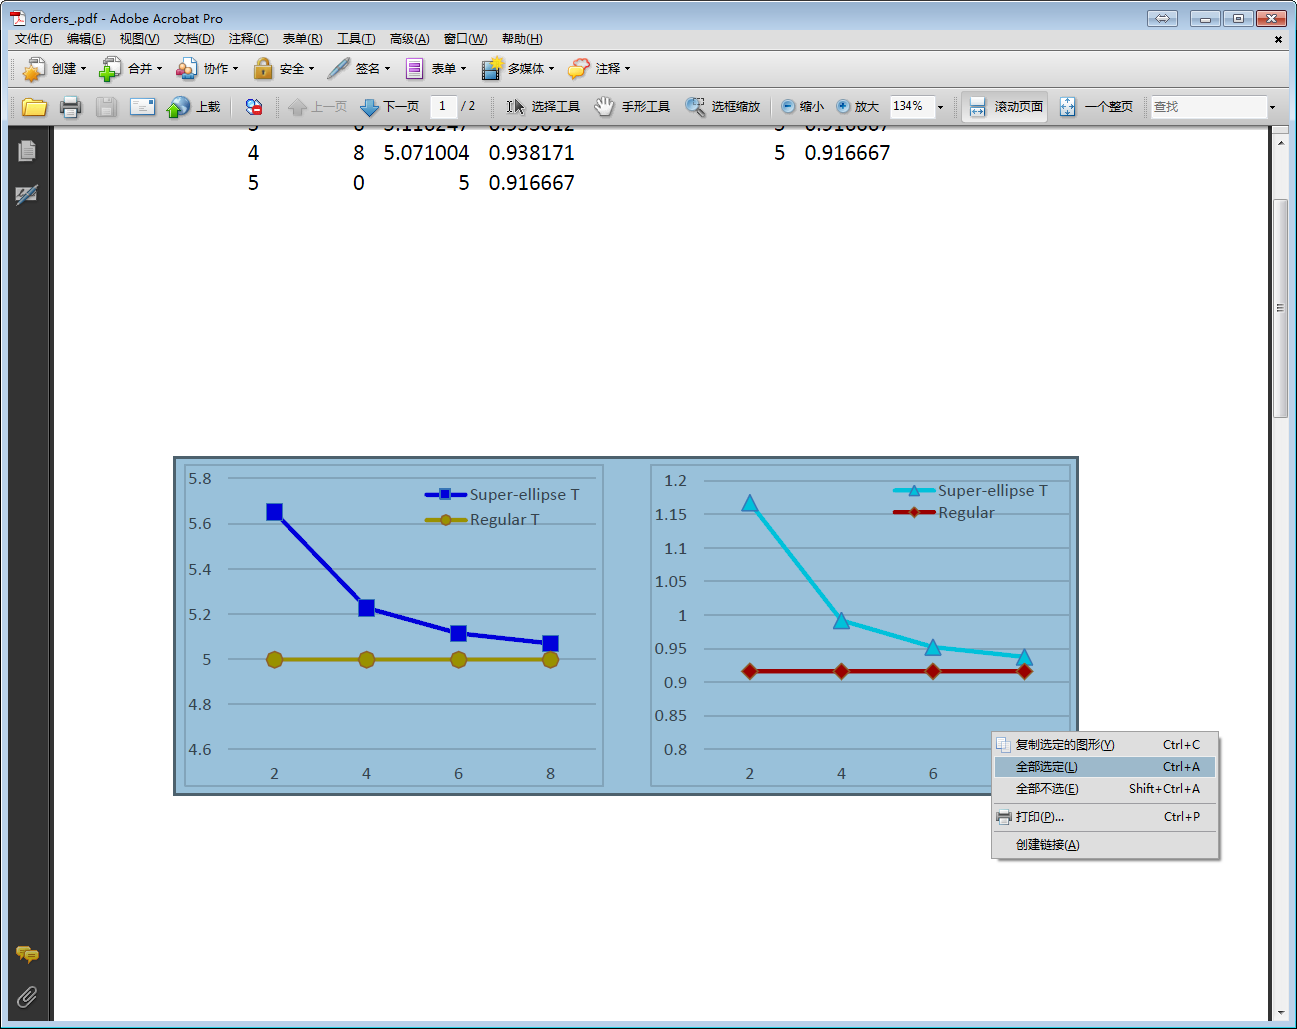 orders_.pdf - Adobe Acrobat Pro
文件(F) 编辑(E) 视图(V) 文档(D) 注释(C) 表单(R) 工具(T) 高级(A) 窗口(W) 帮助(H)
创建 合并 协作 安全 签名 表单 多媒体 注释
上载 上一页 下一页 1 / 2 选择工具 手形工具 选框缩放 缩小 放大 134% 滚动页面 一个整页 查找
4 8 5.071004 0.938171 5 0.916667
5 0 5 0.916667
5.8
5.6
5.4
5.2
5
4.8
4.6
2 4 6 8
Super-ellipse T
Regular T
1.2
1.15
1.1
1.05
1
0.95
0.9
0.85
0.8
2 4 6
Super-ellipse T
Regular
复制选定的图形(Y) Ctrl+C
全部选定(L) Ctrl+A
全部不选(E) Shift+Ctrl+A
打印(P)... Ctrl+P
创建链接(A)